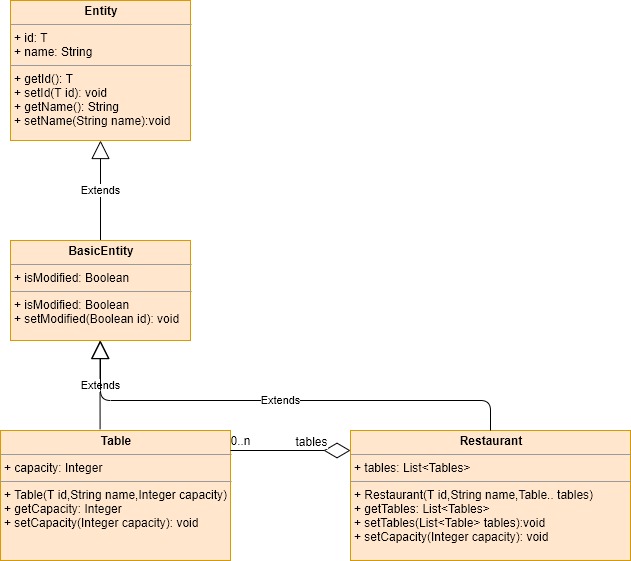 Entity
+ id: T
+ name: String
+ getId(): T
+ setId(T id): void
+ getName(): String
+ setName(String name):void
Extends
BasicEntity
+ isModified: Boolean
+ isModified: Boolean
+ setModified(Boolean id): void
Extends
Extends
Table
+ capacity: Integer
+ Table(T id,String name,Integer capacity)
+ getCapacity: Integer
+ setCapacity(Integer capacity): void
0..n
tables
Restaurant
+ tables: List<Tables>
+ Restaurant(T id,String name,Table.. tables)
+ getTables: List<Tables>
+ setTables(List<Table> tables):void
+ setCapacity(Integer capacity): void